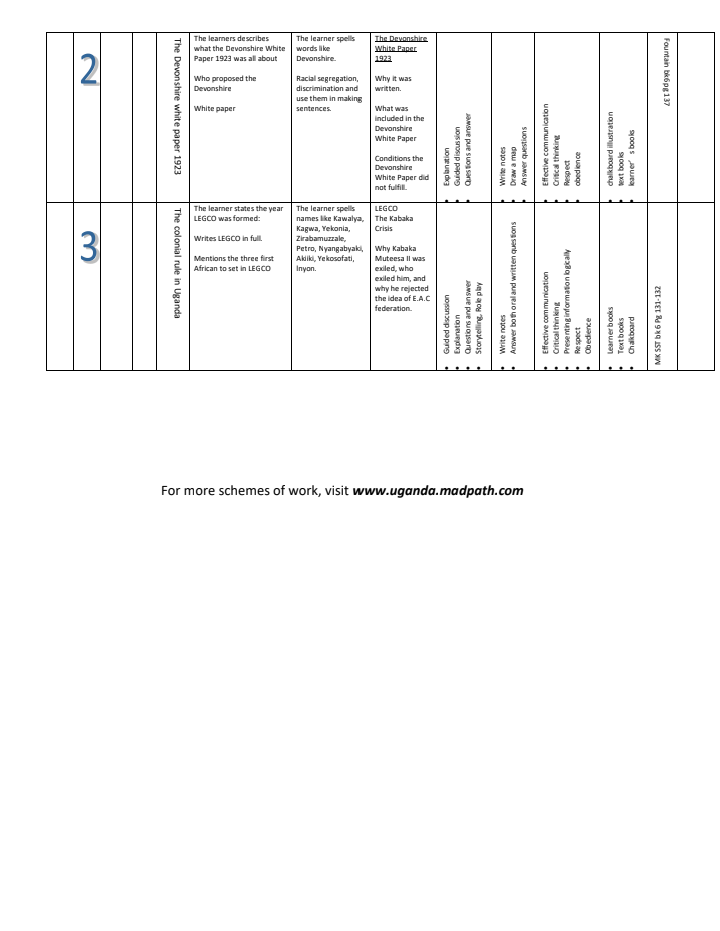 2
The Devonshire white paper 1923
The learners describes
what the Devonshire White
Paper 1923 was all about
Who proposed the
Devonshire
White paper
The learner spells
words like
Devonshire.
Racial segregation,
discrimination and
use them in making
sentences.
The Devonshire
White Paper
1923
Why it was
written.
What was
included in the
Devonshire
White Paper
Conditions the
Devonshire
White Paper did
not fulfill.
• Explanation
• Guided discussion
• Questions and answer
• Write notes
• Draw a map
• Answer questions
• Effective communication
• Critical thinking
• Respect
• obedience
• chalkboard illustration
• text books
• learner’s books
Fountain bk6 pg 137
3
The colonial rule in Uganda
The learner states the year
LEGCO was formed:
Writes LEGCO in full.
Mentions the three first
African to set in LEGCO
The learner spells
names like Kawalya,
Kagwa, Yekonia,
Zirabamuzzale,
Petro, Nyangabyaki,
Akiiki, Yekosofati,
Inyon.
LEGCO
The Kabaka
Crisis
Why Kabaka
Muteesa II was
exiled, who
exiled him, and
why he rejected
the idea of E.A.C
federation.
• Guided discussion
• Explanation
• Questions and answer
• Storytelling, Role play
• Write notes
• Answer both oral and written questions
• Effective communication
• Critical thinking
• Presenting information logically
• Respect
• Obedience
• Learner books
• Text books
• Chalkboard
MK SST bk 6 Pg 131-132
For more schemes of work, visit www.uganda.madpath.com